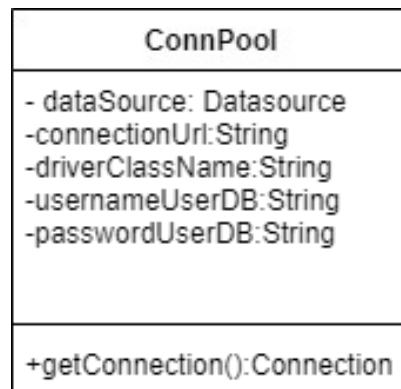 ConnPool
- dataSource: Datasource
-connectionUrl:String
-driverClassName:String
-usernameUserDB:String
-passwordUserDB:String
+getConnection():Connection